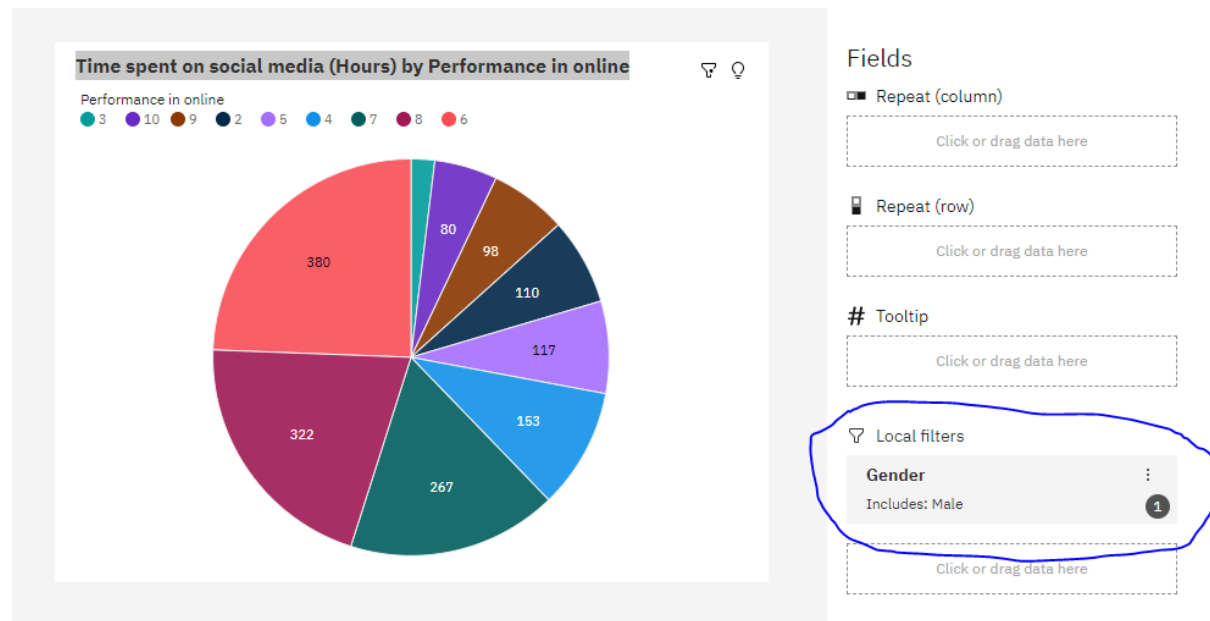 Time spent on social media (Hours) by Performance in online
Performance in online
3 10 9 2 5 4 7 8 6
80
98
380
110
117
153
322
267
Fields
Repeat (column)
Click or drag data here
Repeat (row)
Click or drag data here
# Tooltip
Click or drag data here
Local filters
Gender
Includes: Male
1
Click or drag data here